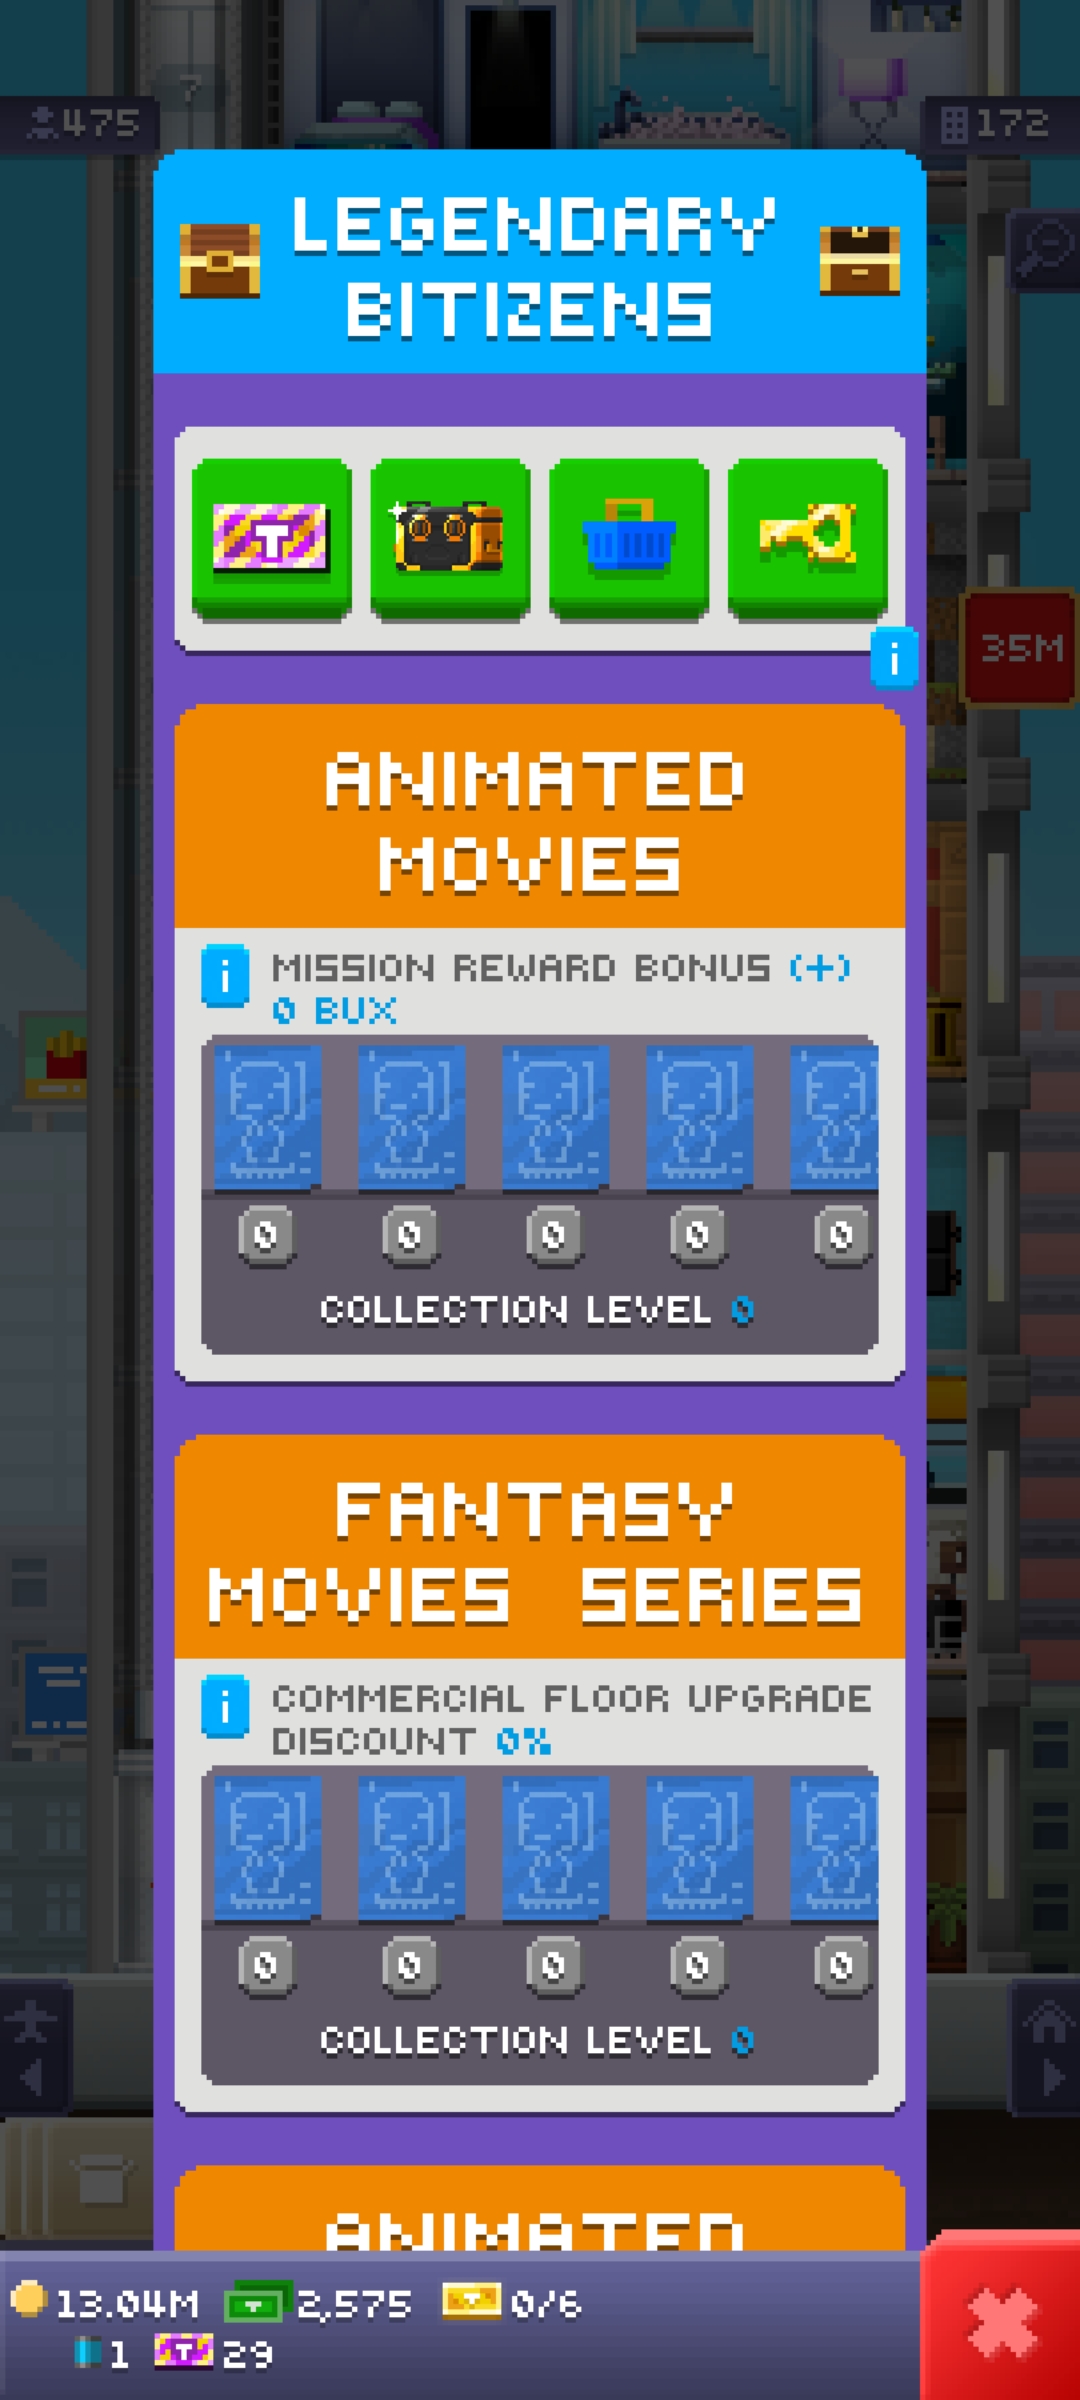 7
475
172
LEGENDARY
BITIZENS
T
i
35M
ANIMATED
MOVIES
i MISSION REWARD BONUS (+)
0 BUX
0 0 0 0 0
COLLECTION LEVEL 0
FANTASY
MOVIES SERIES
i COMMERCIAL FLOOR UPGRADE
DISCOUNT 0%
0 0 0 0 0
COLLECTION LEVEL 0
ANIMATED
13.04M 2,575 0/6
1 T 29